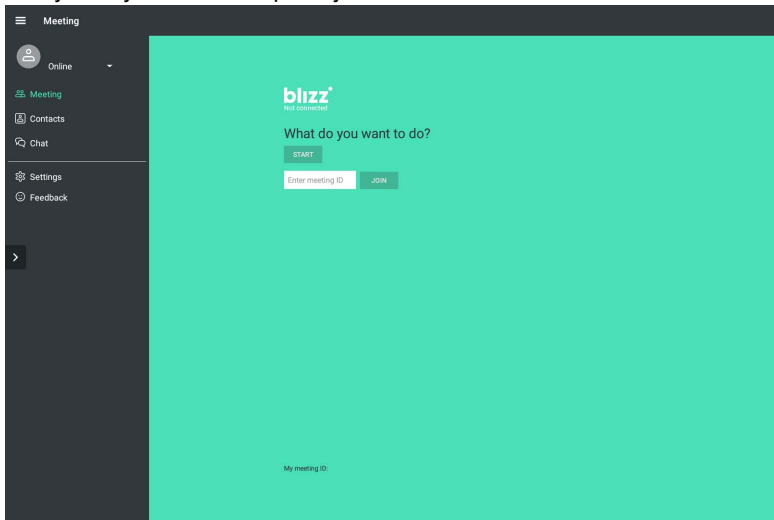 Meeting
Online
Meeting
Contacts
Chat
Settings
Feedback
blizz
Not connected
What do you want to do?
START
Enter meeting ID
JOIN
My meeting ID: